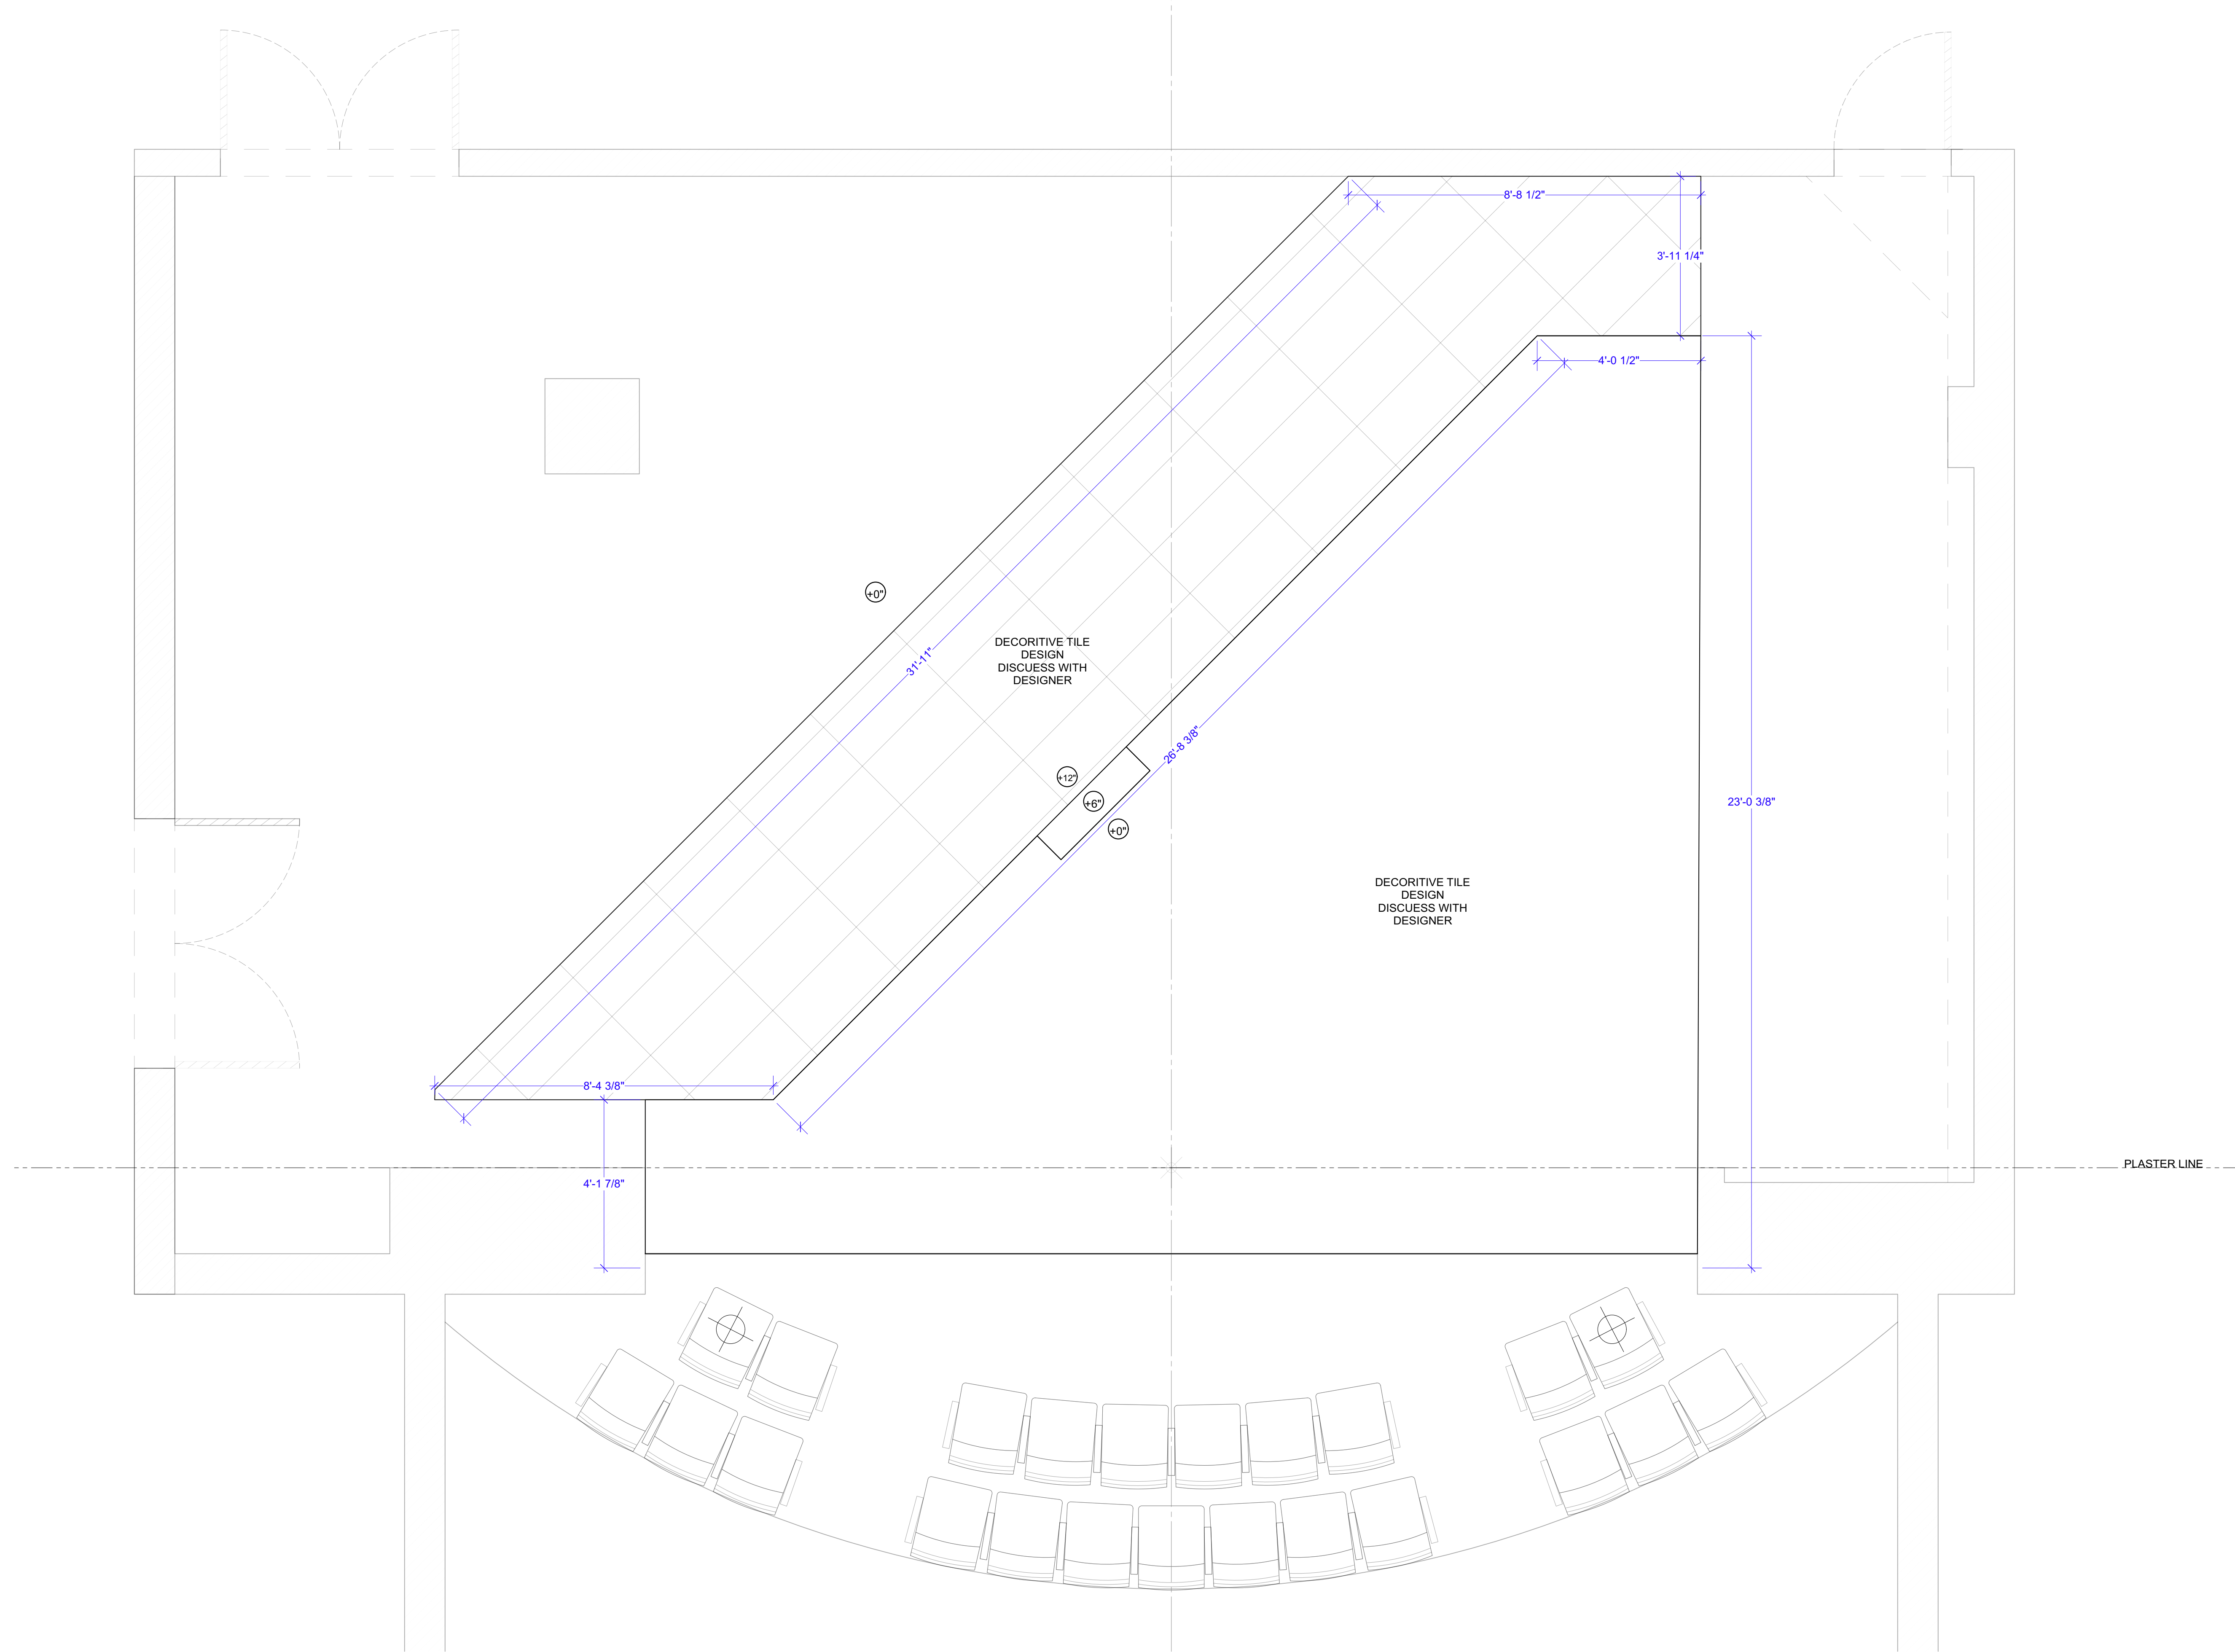 8'-8 1/2"
3'-11 1/4"
4'-0 1/2"
+0"
31'-11"
DECORITIVE TILE
DESIGN
DISCUESS WITH
DESIGNER
26'-8 3/8"
+12"
+6"
+0"
23'-0 3/8"
DECORITIVE TILE
DESIGN
DISCUESS WITH
DESIGNER
8'-4 3/8"
4'-1 7/8"
PLASTER LINE